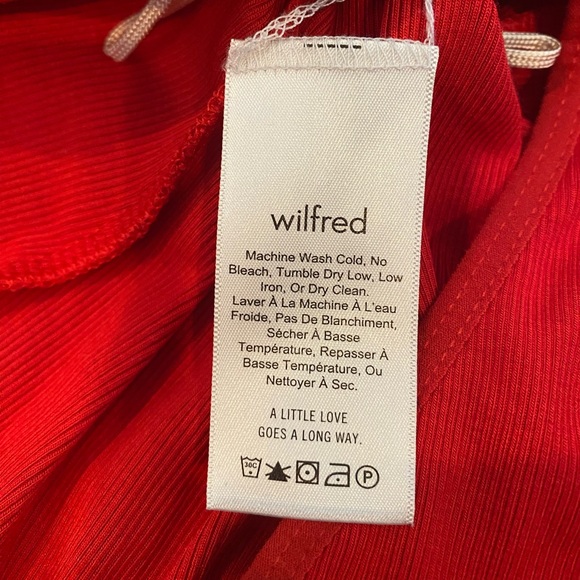 wilfred
Machine Wash Cold, No
Bleach, Tumble Dry Low, Low
Iron, Or Dry Clean.
Laver À La Machine À L'eau
Froide, Pas De Blanchiment,
Sécher À Basse
Température, Repasser À
Basse Température, Ou
Nettoyer À Sec.
A LITTLE LOVE
GOES A LONG WAY.
30C P